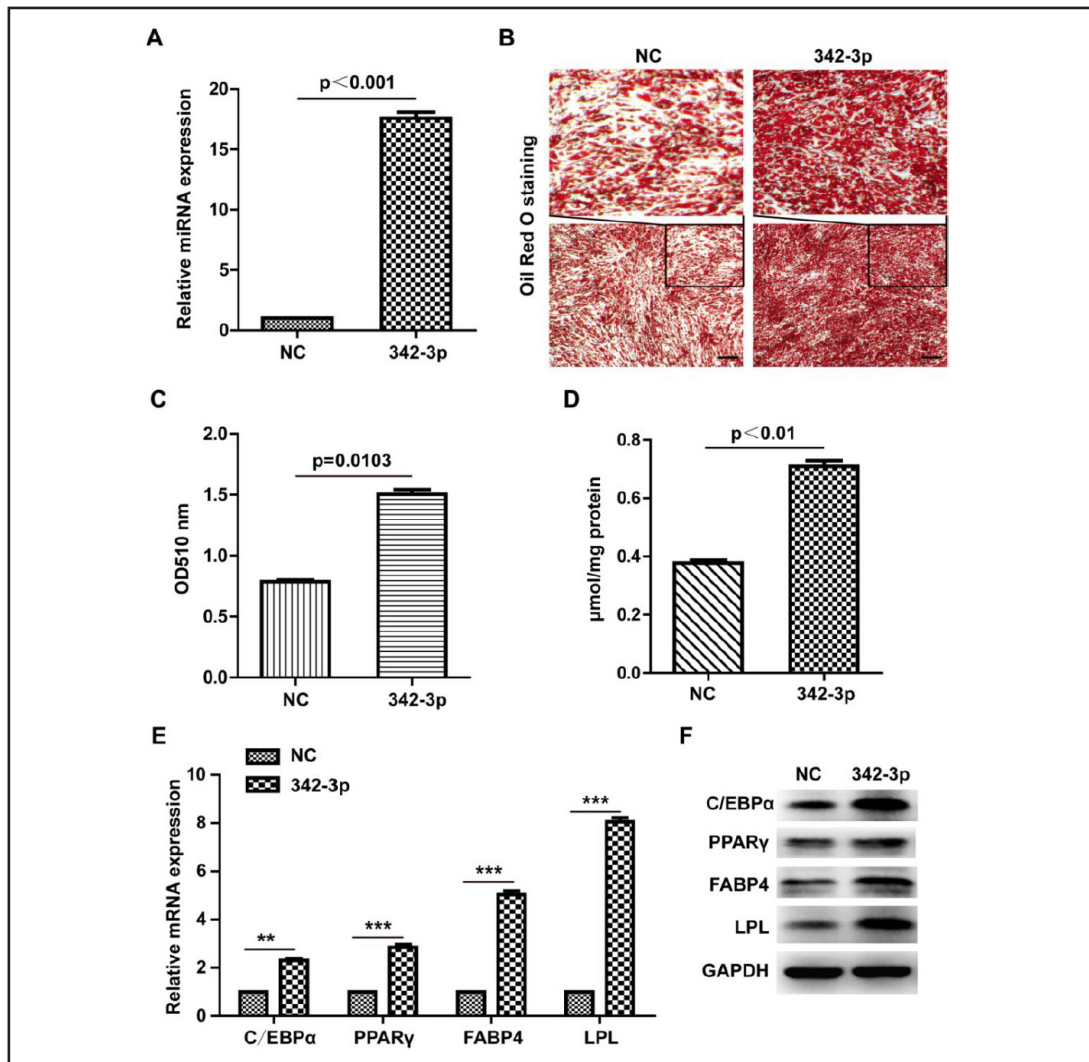 A
Relative miRNA expression
20
15
10
5
0
p<0.001
NC
342-3p
B
NC
342-3p
Oil Red O staining
C
OD510 nm
2.0
1.5
1.0
0.5
0.0
p=0.0103
NC
342-3p
D
μmol/mg protein
0.8
0.6
0.4
0.2
0.0
p<0.01
NC
342-3p
E
NC
342-3p
Relative mRNA expression
10
8
6
4
2
0
**
***
***
***
C/EBPα
PPARγ
FABP4
LPL
F
NC
342-3p
C/EBPα
PPARγ
FABP4
LPL
GAPDH